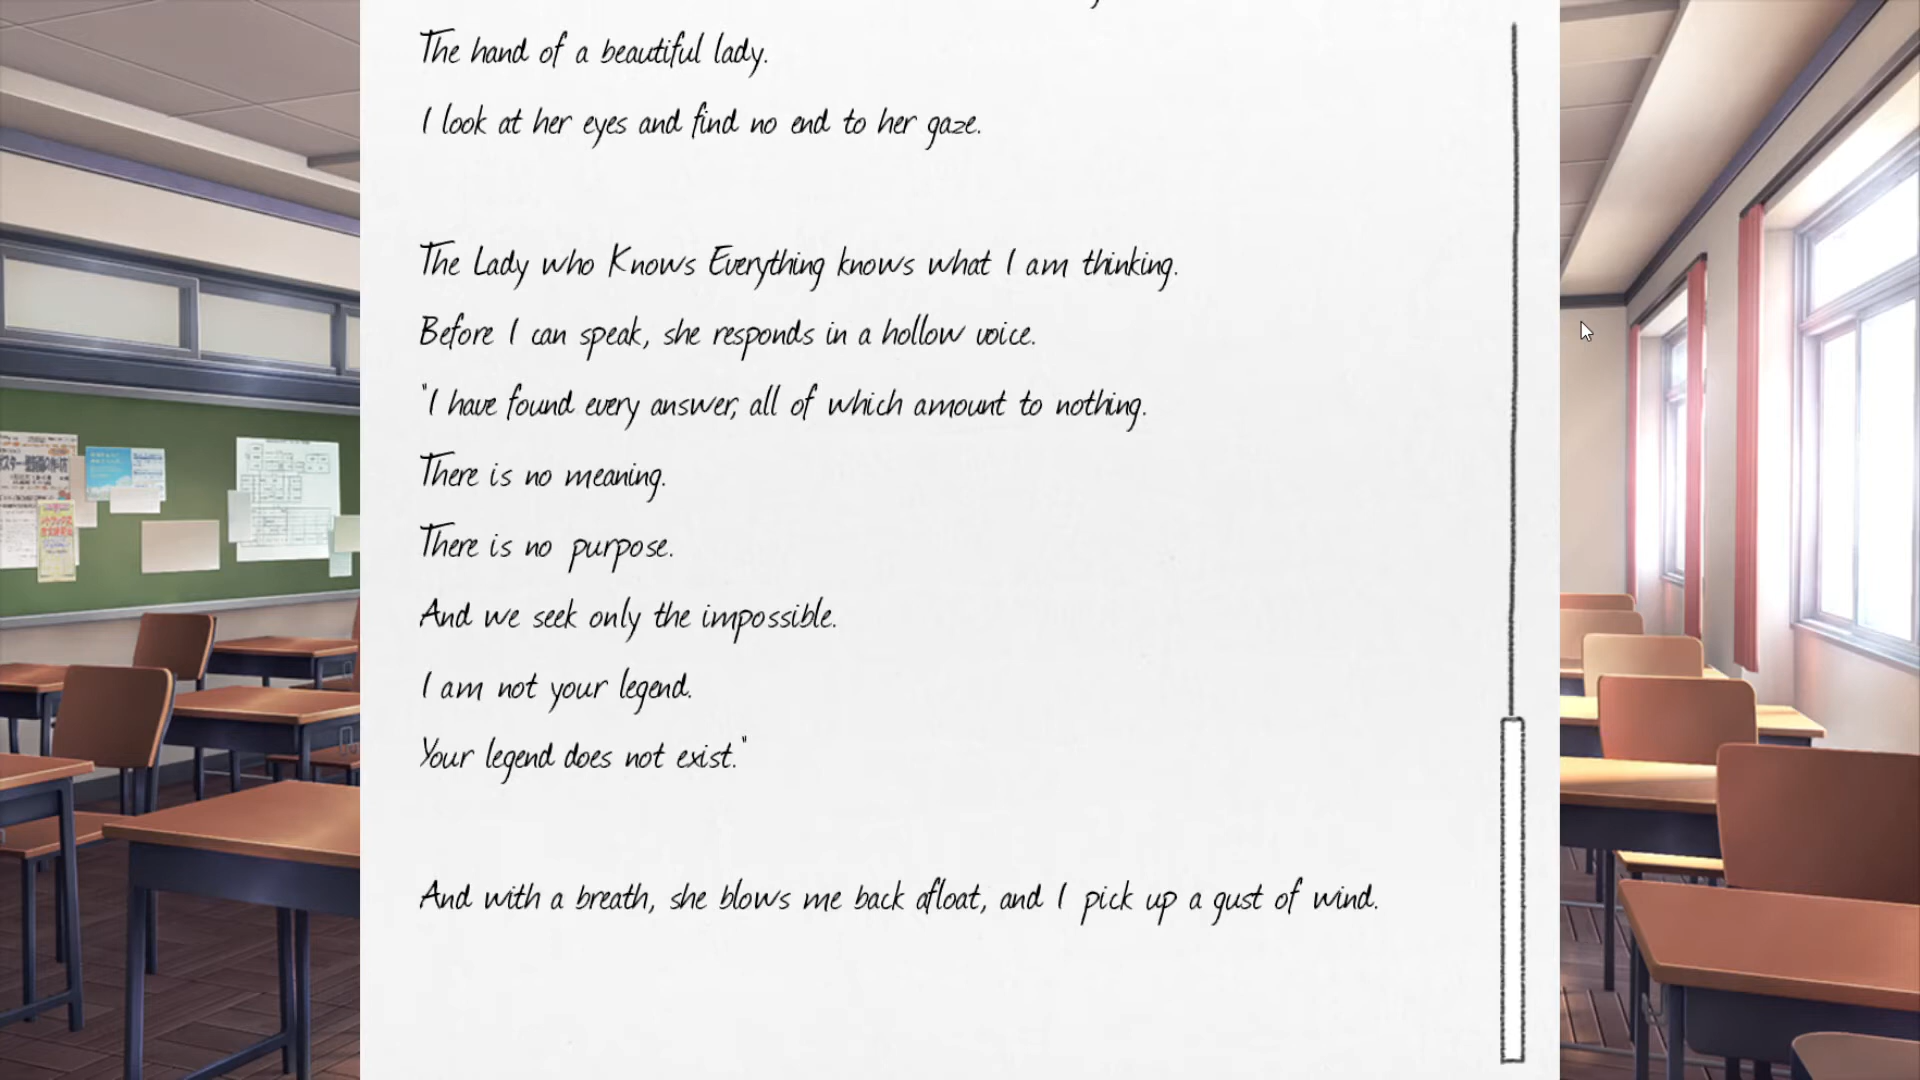 The hand of a beautiful lady.
I look at her eyes and find no end to her gaze.
The Lady who Knows Everything knows what I am thinking.
Before I can speak, she responds in a hollow voice.
"I have found every answer, all of which amount to nothing.
There is no meaning.
There is no purpose.
And we seek only the impossible.
I am not your legend.
Your legend does not exist."
And with a breath, she blows me back afloat, and I pick up a gust of wind.